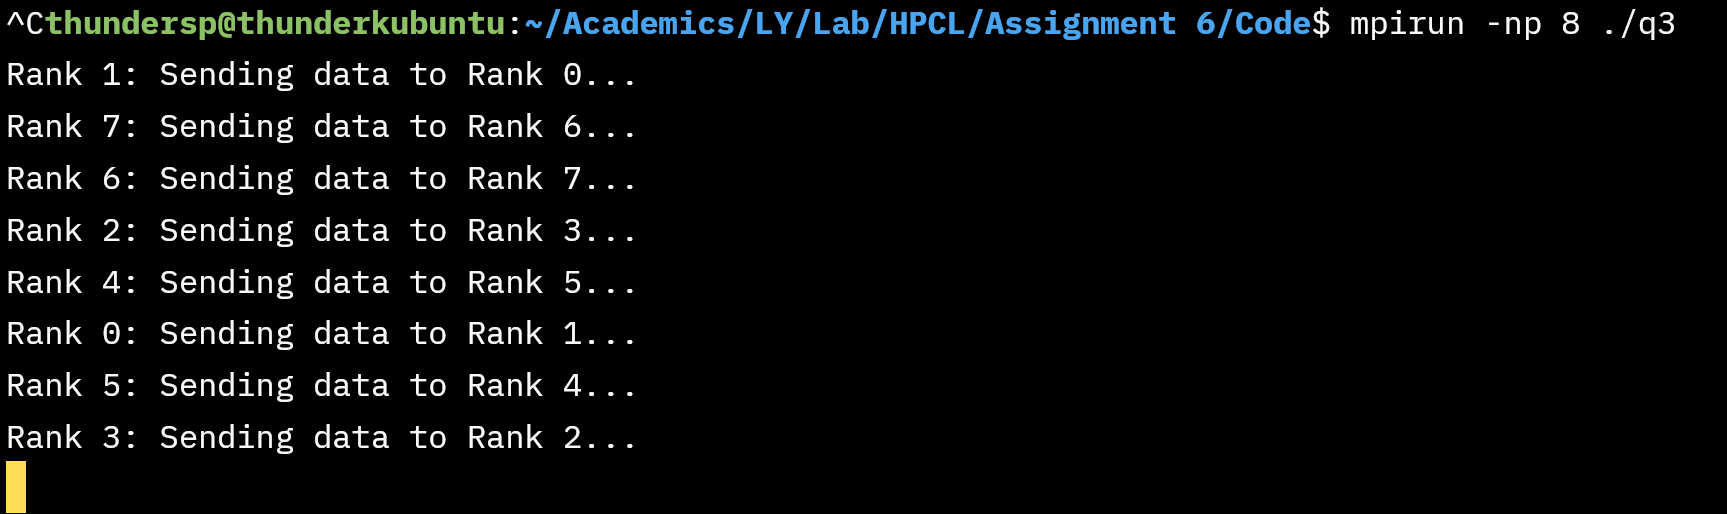 ^Cthundersp@thunderkubuntu:~/Academics/LY/Lab/HPCL/Assignment 6/Code$ mpirun -np 8 ./q3
Rank 1: Sending data to Rank 0...
Rank 7: Sending data to Rank 6...
Rank 6: Sending data to Rank 7...
Rank 2: Sending data to Rank 3...
Rank 4: Sending data to Rank 5...
Rank 0: Sending data to Rank 1...
Rank 5: Sending data to Rank 4...
Rank 3: Sending data to Rank 2...